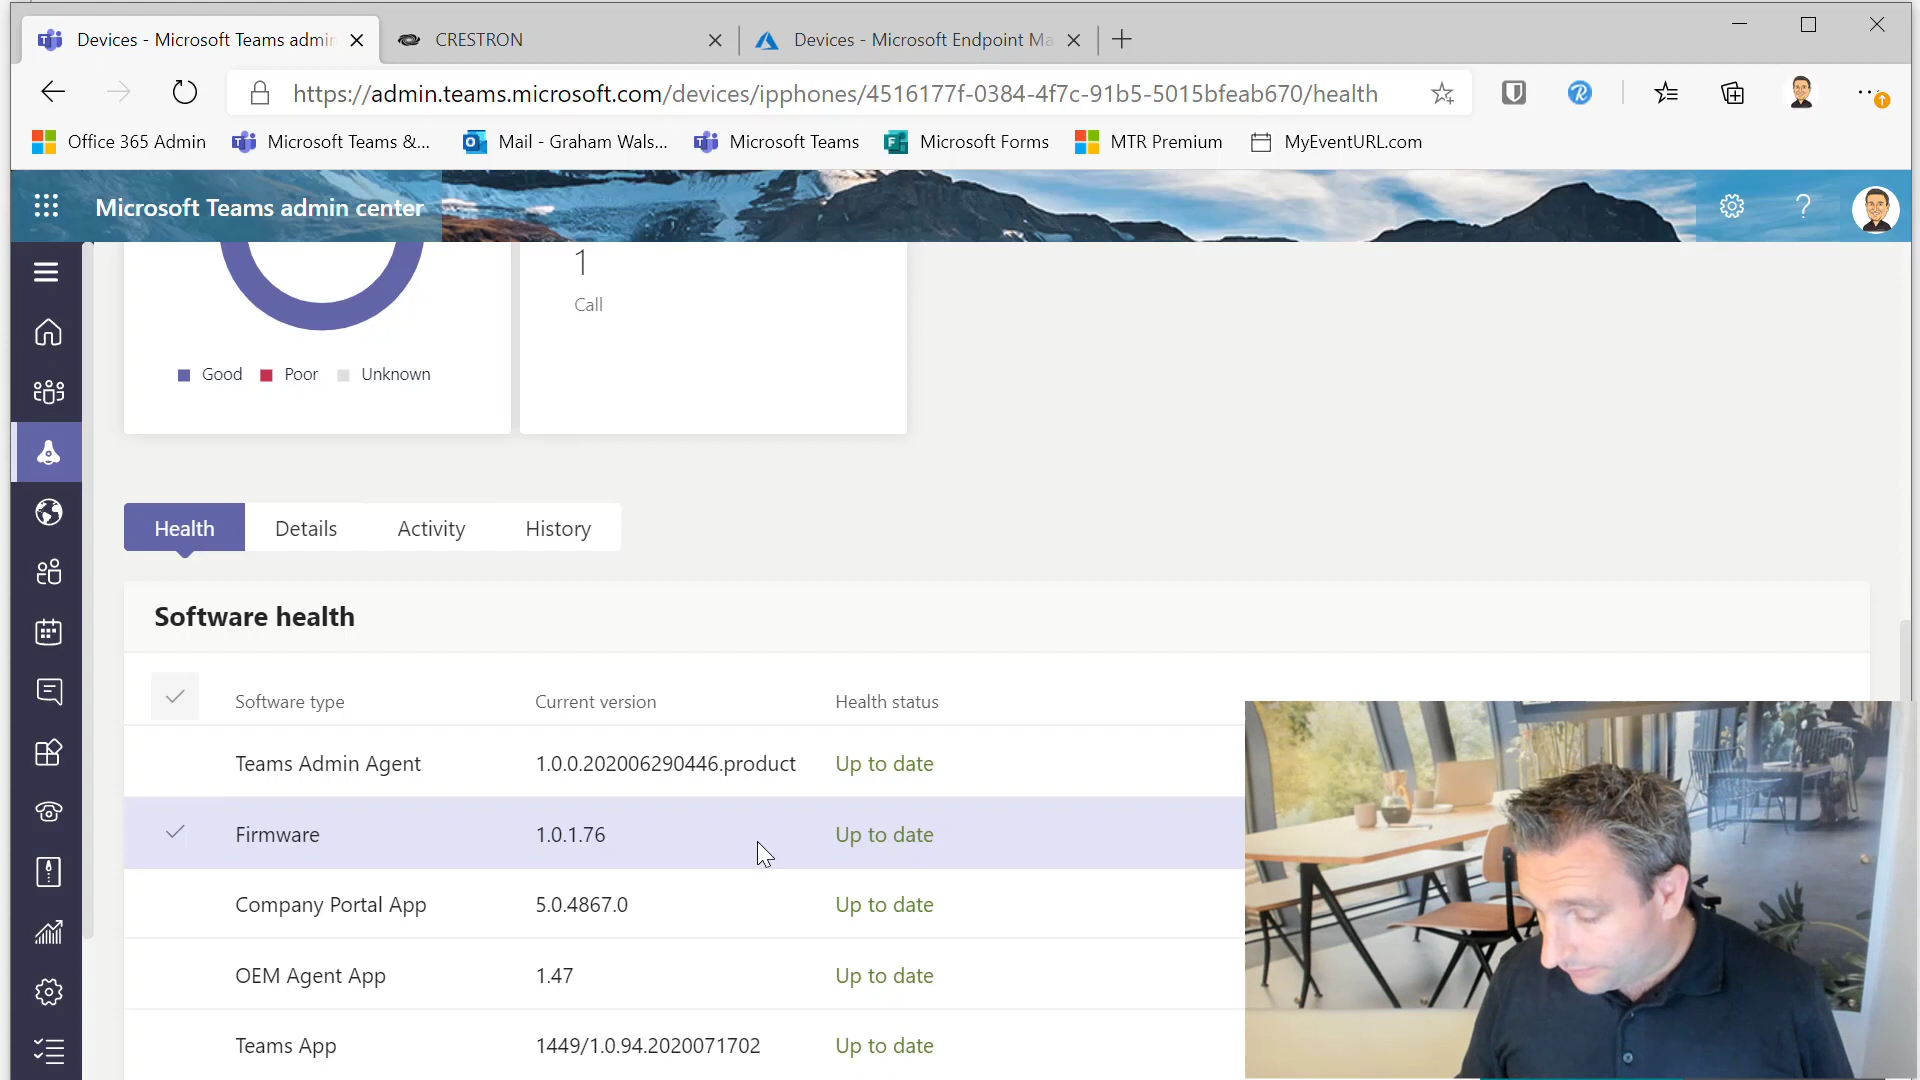 Devices - Microsoft Teams admin
CRESTRON
Devices - Microsoft Endpoint Ma
https://admin.teams.microsoft.com/devices/ipphones/4516177f-0384-4f7c-91b5-5015bfeab670/health
Office 365 Admin
Microsoft Teams &...
Mail - Graham Wals...
Microsoft Teams
Microsoft Forms
MTR Premium
MyEventURL.com
Microsoft Teams admin center
1
Call
Good
Poor
Unknown
Health
Details
Activity
History
Software health
Software type Current version Health status
Teams Admin Agent 1.0.0.202006290446.product Up to date
Firmware 1.0.1.76 Up to date
Company Portal App 5.0.4867.0 Up to date
OEM Agent App 1.47 Up to date
Teams App 1449/1.0.94.2020071702 Up to date